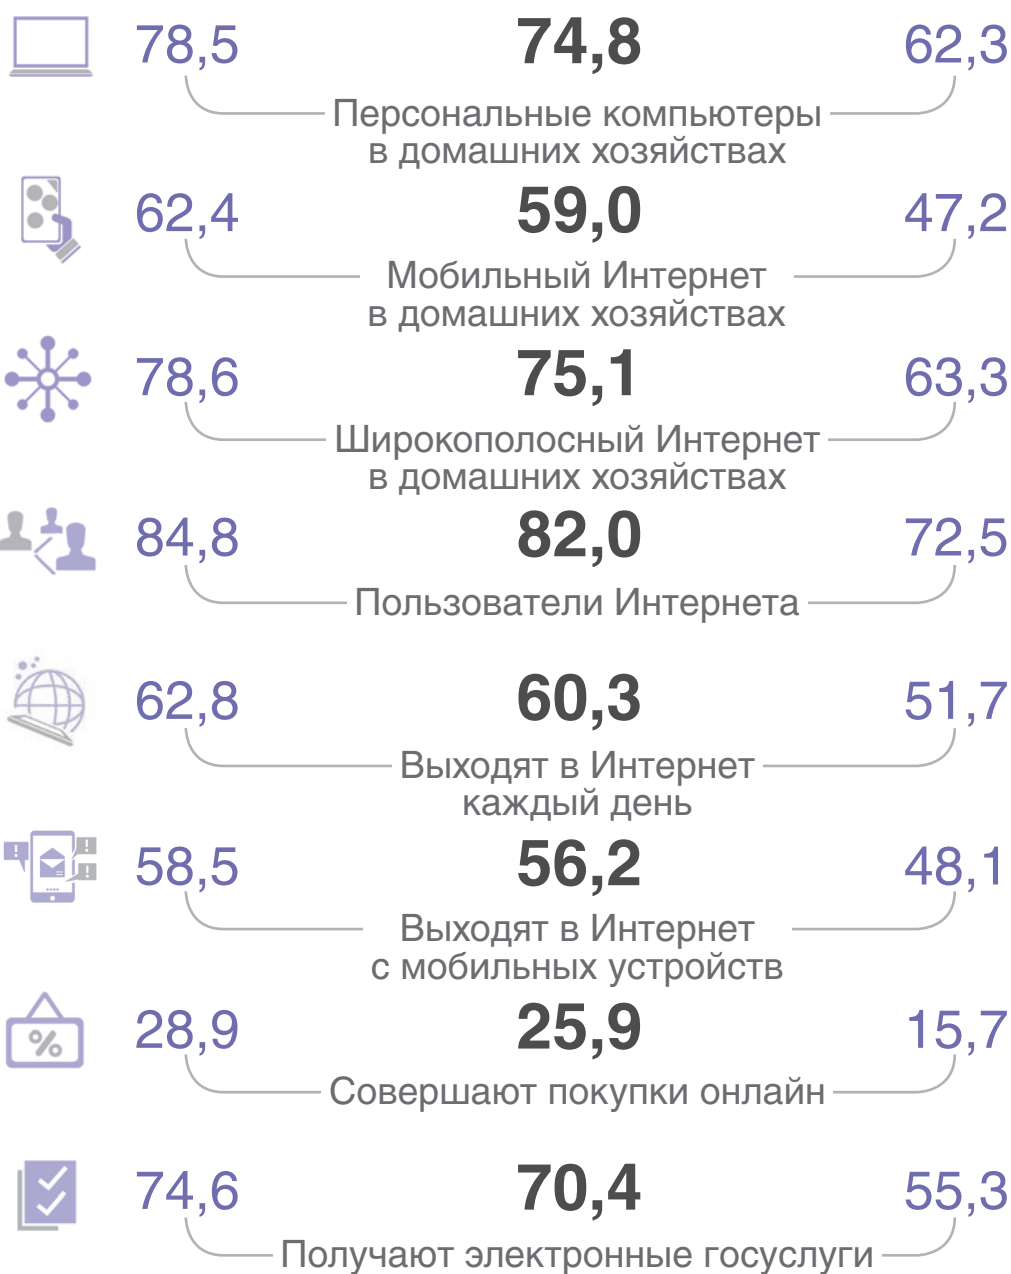 78,5 74,8 62,3
Персональные компьютеры
в домашних хозяйствах
62,4 59,0 47,2
Мобильный Интернет
в домашних хозяйствах
78,6 75,1 63,3
Широкополосный Интернет
в домашних хозяйствах
84,8 82,0 72,5
Пользователи Интернета
62,8 60,3 51,7
Выходят в Интернет
каждый день
58,5 56,2 48,1
Выходят в Интернет
с мобильных устройств
28,9 25,9 15,7
%
Совершают покупки онлайн
74,6 70,4 55,3
Получают электронные госуслуги